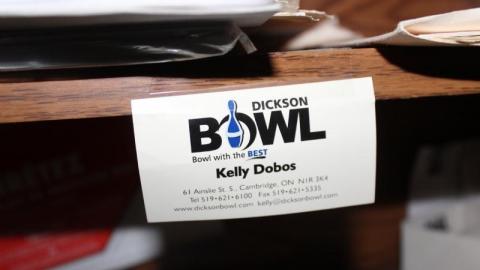 DICKSON
BOWL
Bowl with the BEST
Kelly Dobos
61 Ainslie St. S., Cambridge, ON N1R 3K4
Tel 519•621•6100 Fax 519•621•5335
www.dicksonbowl.com kelly@dicksonbowl.com